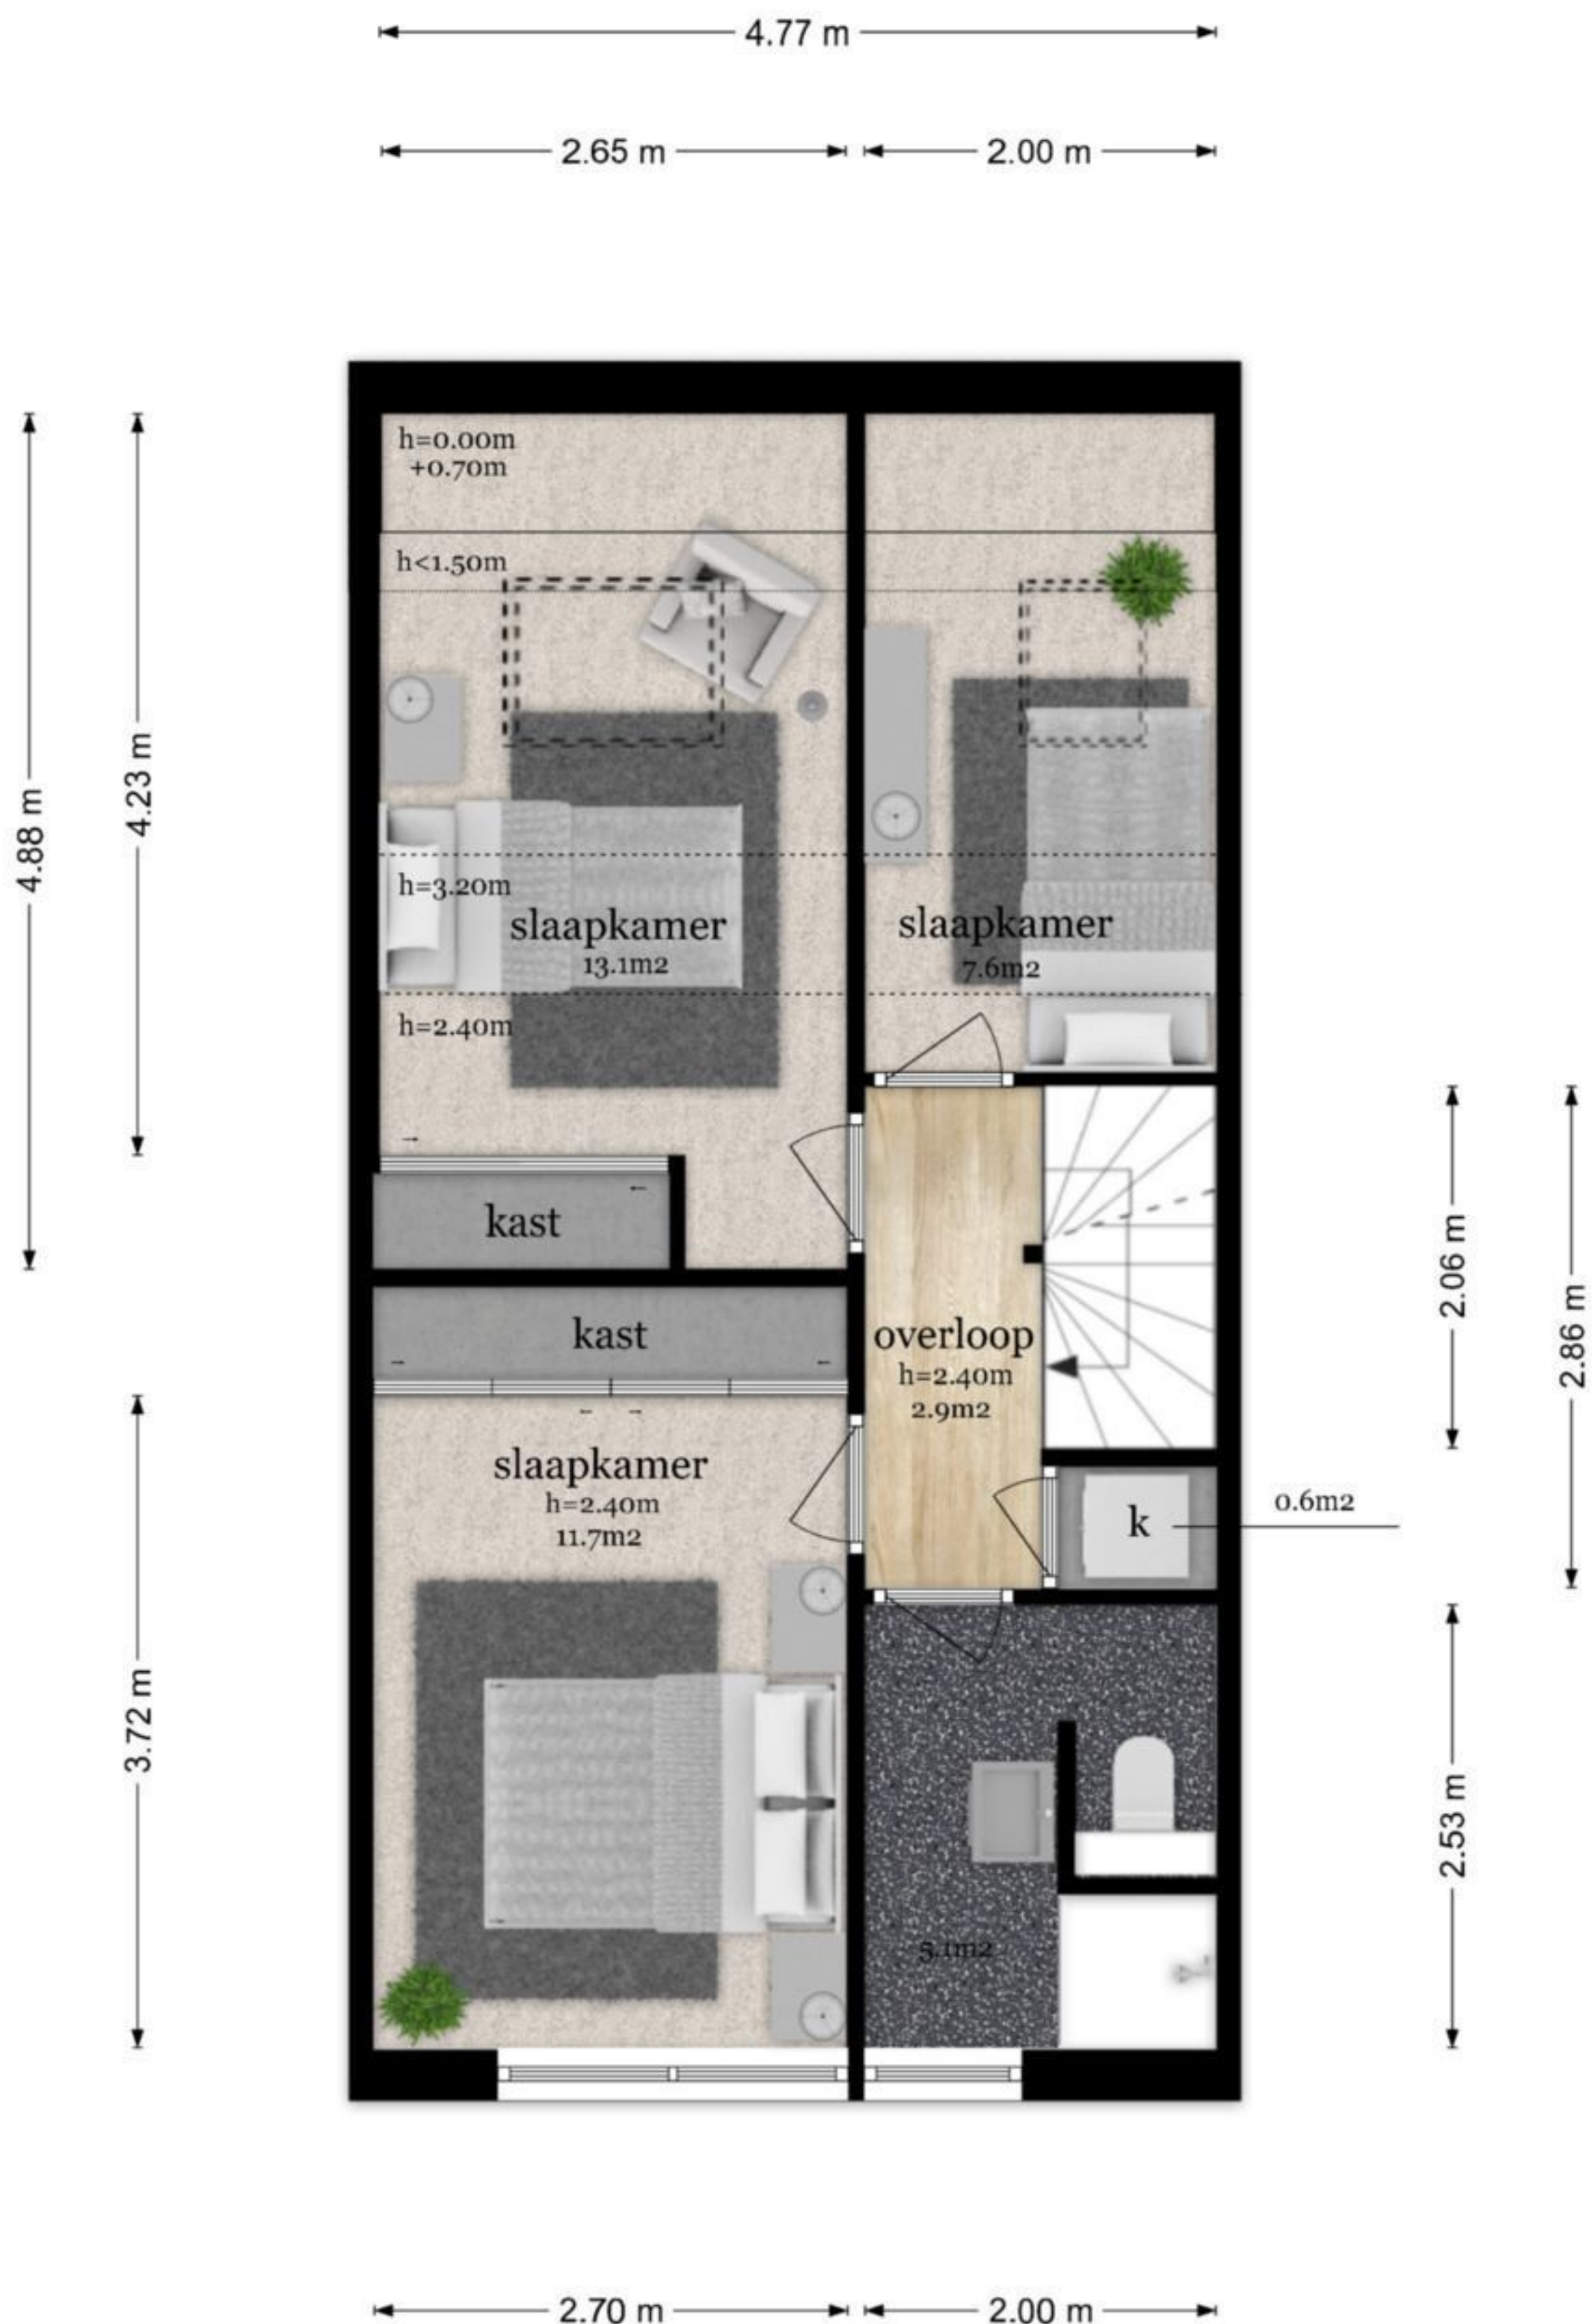 4.77 m
2.65 m
2.00 m
h=0.00m
+0.70m
h<1.50m
4.88 m
4.23 m
h=3.20m
slaapkamer
13.1m2
slaapkamer
7.6m2
h=2.40m
kast
kast
overloop
h=2.40m
2.9m2
2.06 m
2.86 m
slaapkamer
h=2.40m
11.7m2
k
0.6m2
3.72 m
2.53 m
5.1m2
2.70 m
2.00 m